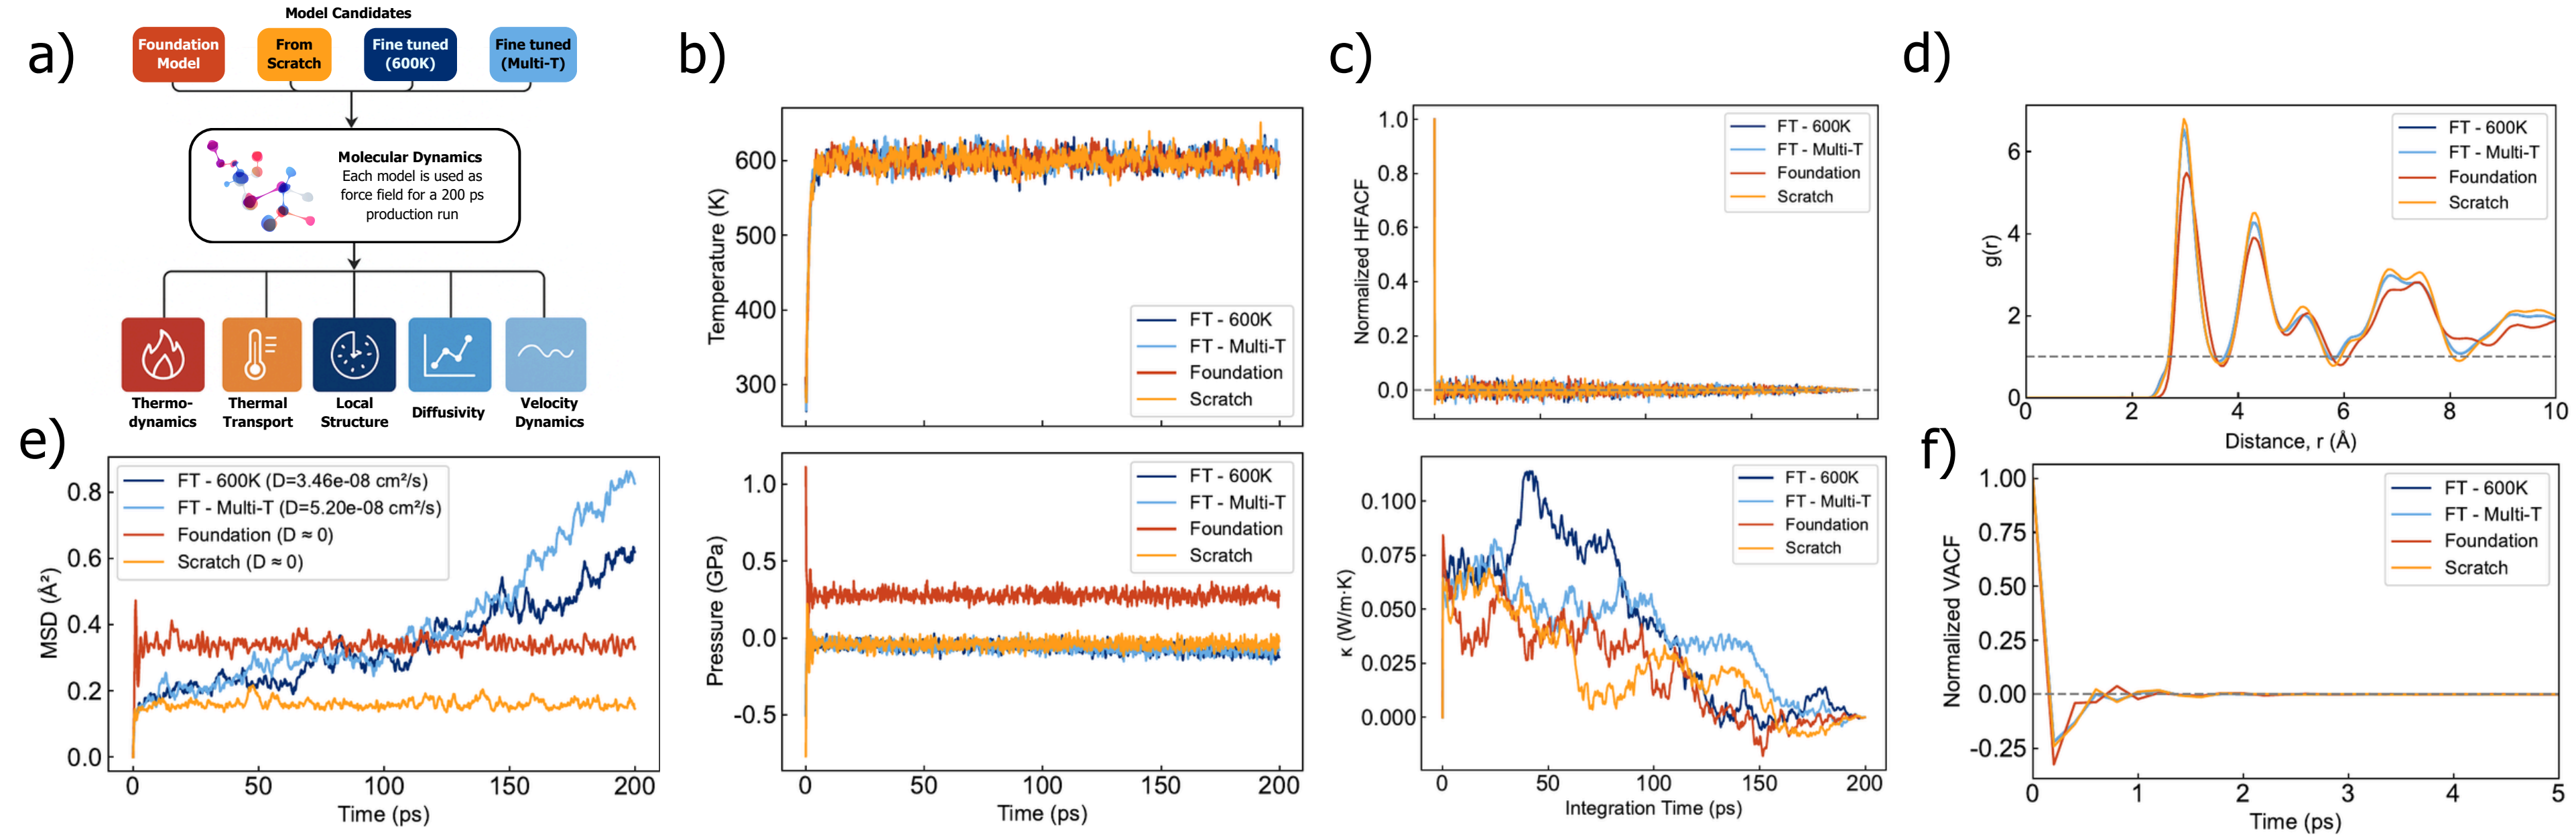 a)
Model Candidates
Foundation
Model
From
Scratch
Fine tuned
(600K)
Fine tuned
(Multi-T)
Molecular Dynamics
Each model is used as
force field for a 200 ps
production run
Thermo-
dynamics
Thermal
Transport
Local
Structure
Diffusivity
Velocity
Dynamics
b)
Temperature (K)
600
500
400
300
FT - 600K
FT - Multi-T
Foundation
Scratch
Pressure (GPa)
1.0
0.5
0.0
-0.5
FT - 600K
FT - Multi-T
Foundation
Scratch
0 50 100 150 200
Time (ps)
c)
Normalized HFACF
1.0
0.8
0.6
0.4
0.2
0.0
FT - 600K
FT - Multi-T
Foundation
Scratch
κ (W/m·K)
0.100
0.075
0.050
0.025
0.000
FT - 600K
FT - Multi-T
Foundation
Scratch
0 50 100 150 200
Integration Time (ps)
d)
g(r)
6
4
2
0
FT - 600K
FT - Multi-T
Foundation
Scratch
0 2 4 6 8 10
Distance, r (Å)
e)
MSD (Å²)
0.8
0.6
0.4
0.2
0.0
FT - 600K (D=3.46e-08 cm²/s)
FT - Multi-T (D=5.20e-08 cm²/s)
Foundation (D ≈ 0)
Scratch (D ≈ 0)
0 50 100 150 200
Time (ps)
f)
Normalized VACF
1.00
0.75
0.50
0.25
0.00
-0.25
FT - 600K
FT - Multi-T
Foundation
Scratch
0 1 2 3 4 5
Time (ps)